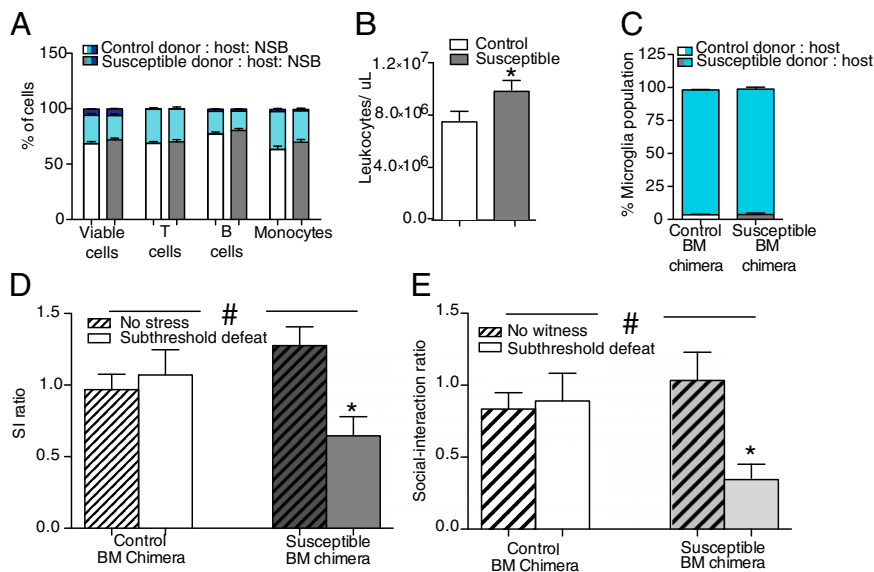 A
% of cells
150
100
50
0
Control donor : host: NSB
Susceptible donor : host: NSB
Viable cells
T cells
B cells
Monocytes
B
Leukocytes/ uL
1.2×10⁷
8.0×10⁶
4.0×10⁶
0.0
Control
Susceptible
*
C
% Microglia population
125
100
75
50
25
0
Control donor : host
Susceptible donor : host
Control BM chimera
Susceptible BM chimera
D
SI ratio
1.5
1.0
0.5
0.0
#
No stress
Subthreshold defeat
*
Control
BM Chimera
Susceptible
BM chimera
E
Social-interaction ratio
1.5
1.0
0.5
0.0
#
No witness
Subthreshold defeat
*
Control
BM Chimera
Susceptible
BM chimera